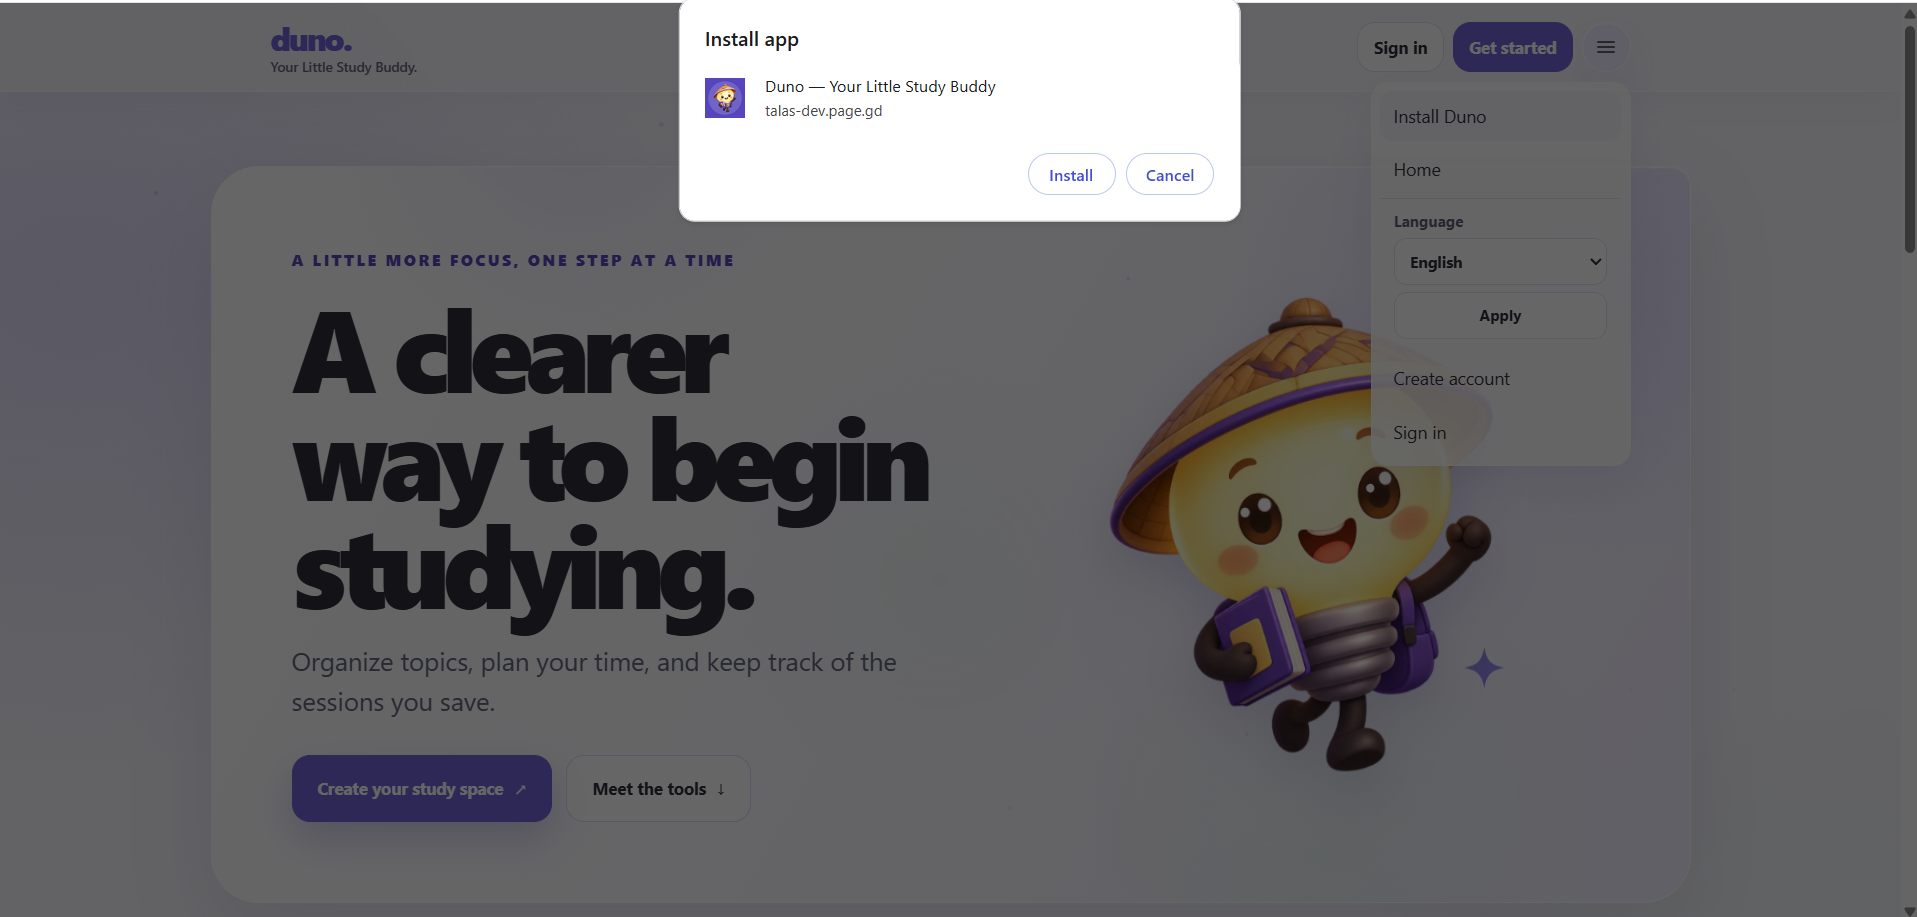 duno.
Your Little Study Buddy.
Install app
Duno — Your Little Study Buddy
talas-dev.page.gd
Install
Cancel
Sign in
Get started
Install Duno
Home
Language
English
Apply
Create account
Sign in
A LITTLE MORE FOCUS, ONE STEP AT A TIME
A clearer
way to begin
studying.
Organize topics, plan your time, and keep track of the
sessions you save.
Create your study space ↗
Meet the tools ↓